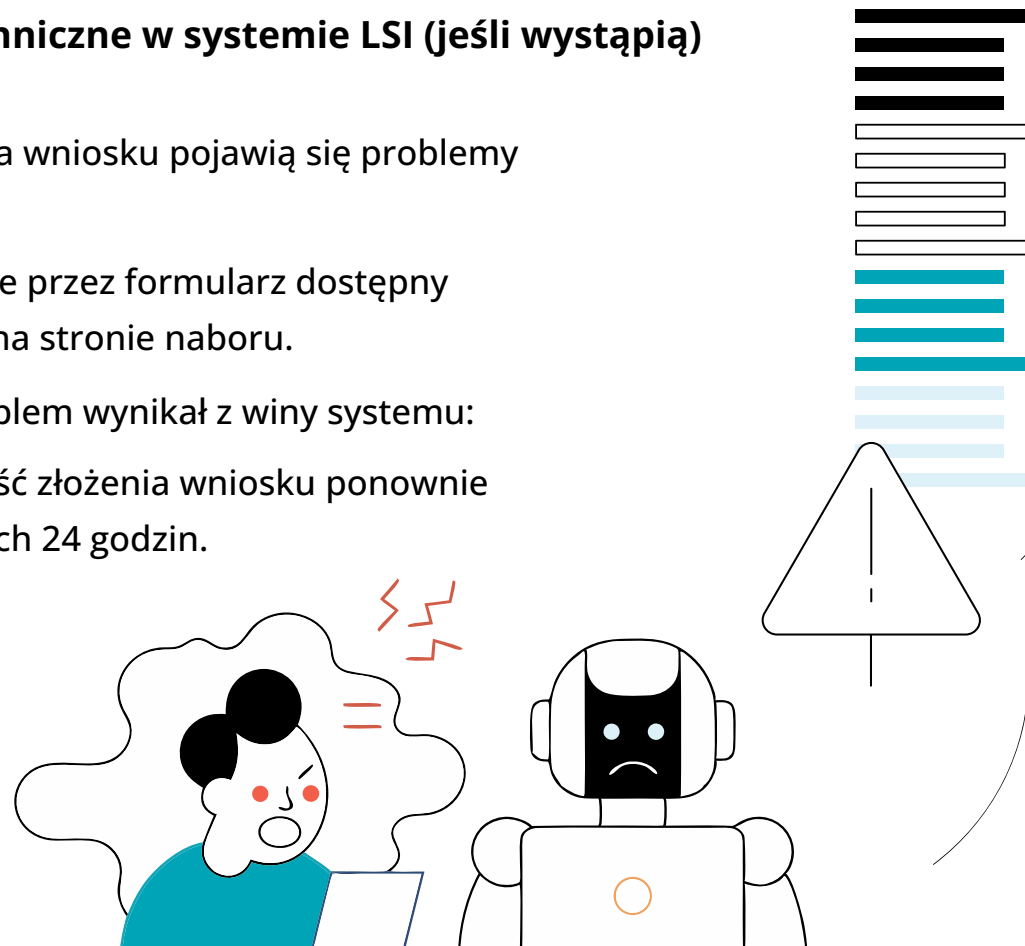 hniczne w systemie LSI (jeśli wystąpią)
a wniosku pojawią się problemy
e przez formularz dostępny
na stronie naboru.
blem wynikał z winy systemu:
ść złożenia wniosku ponownie
ch 24 godzin.